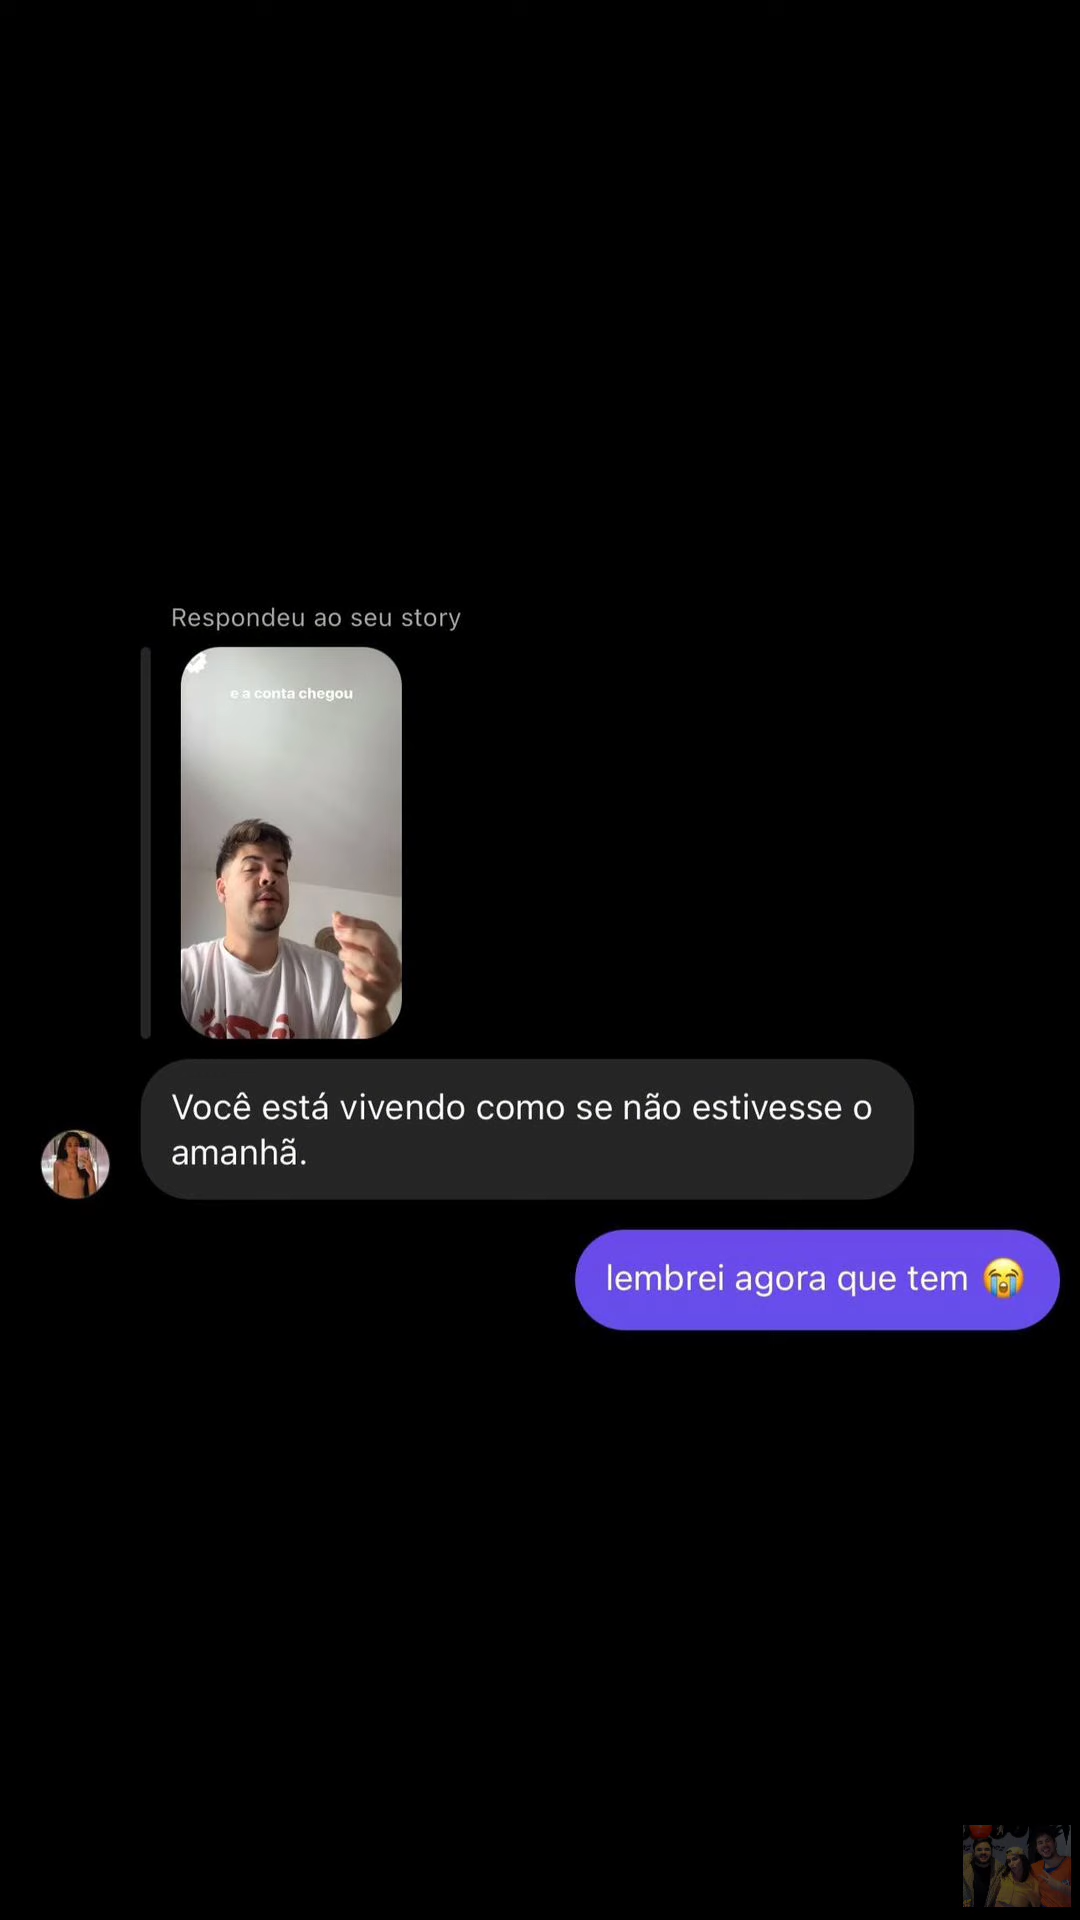 Respondeu ao seu story
e a conta chegou
Você está vivendo como se não estivesse o
amanhã.
lembrei agora que tem 😭